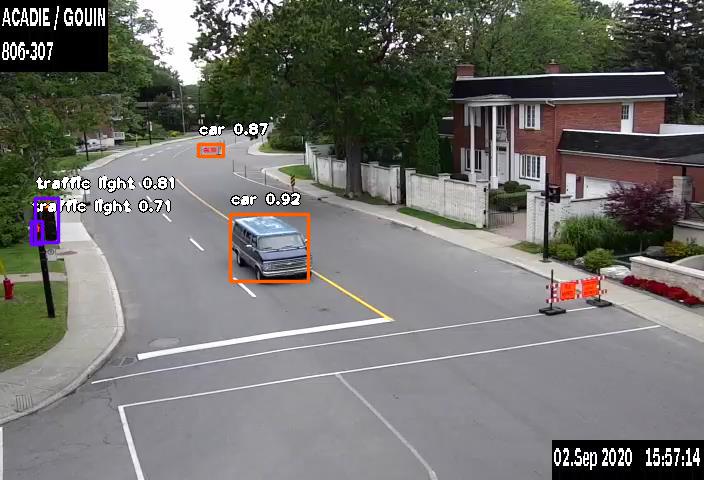 ACADIE / GOUIN
806-307
car 0.87
traffic light 0.81
traffic light 0.71
car 0.92
02.Sep 2020 15:57:14